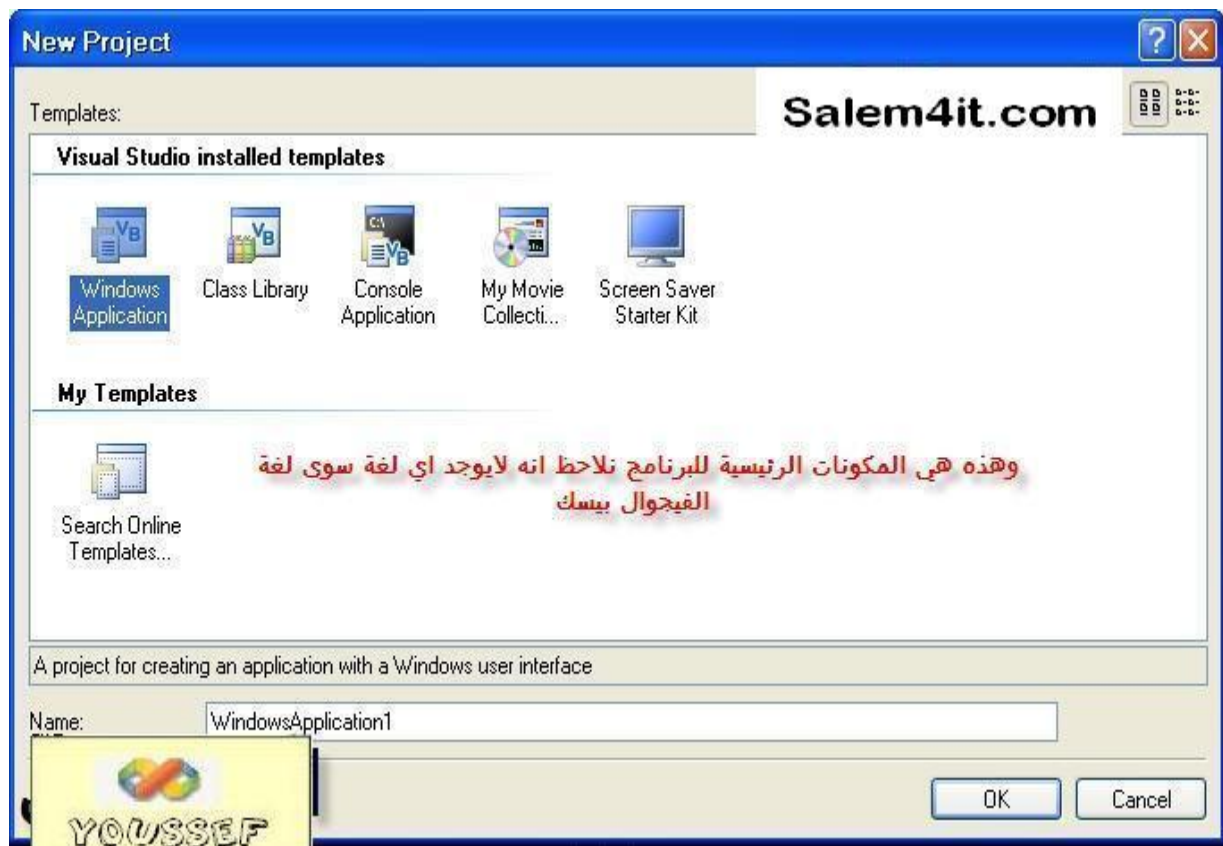 New Project
Templates:
Salem4it.com
Visual Studio installed templates
Windows
Application
Class Library
Console
Application
My Movie
Collecti...
Screen Saver
Starter Kit
My Templates
Search Online
Templates...
وهذه هي المكونات الرئيسية للبرنامج نلاحظ انه لايوجد اي لغة سوى لغة
الفيجوال بيسك
A project for creating an application with a Windows user interface
Name:
WindowsApplication1
OK
Cancel
YOUSSEF